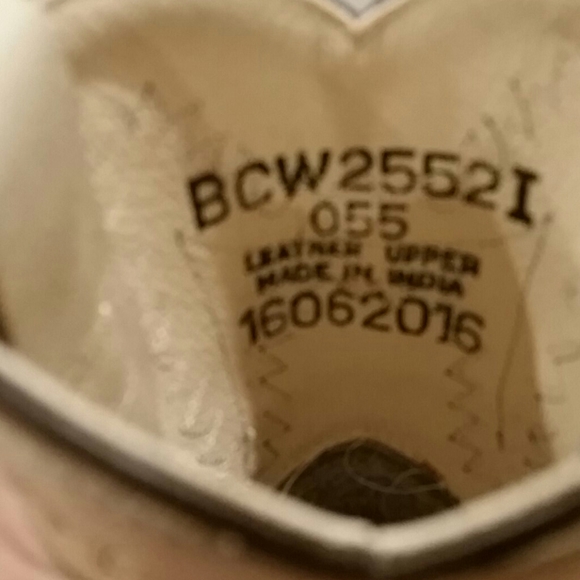 BCW2552I
055
LEATHER UPPER
MADE IN INDIA
16062016